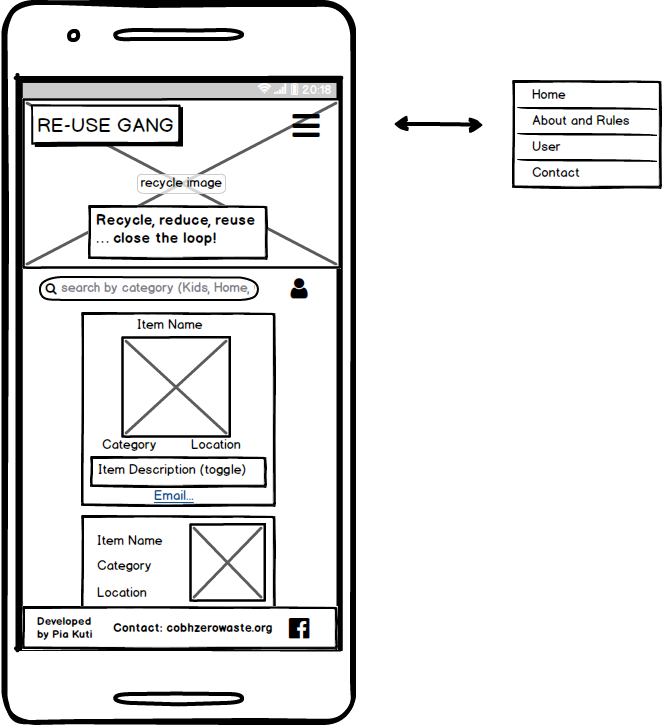 20:18
RE-USE GANG
recycle image
Recycle, reduce, reuse
... close the loop!
search by category (Kids, Home,
Item Name
Category Location
Item Description (toggle)
Email...
Item Name
Category
Location
Developed
by Pia Kuti
Contact: cobhzerowaste.org
Home
About and Rules
User
Contact